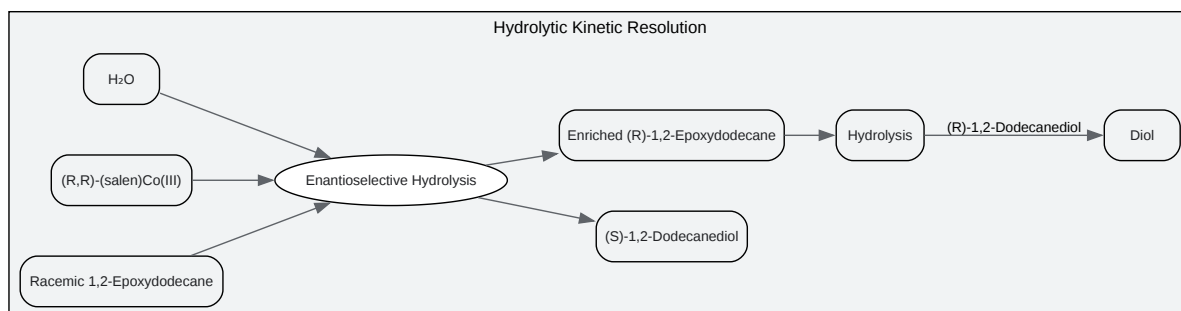 Hydrolytic Kinetic Resolution
H₂O
(R,R)-(salen)Co(III)
Racemic 1,2-Epoxydodecane
Enantioselective Hydrolysis
Enriched (R)-1,2-Epoxydodecane
(S)-1,2-Dodecanediol
Hydrolysis
(R)-1,2-Dodecanediol
Diol